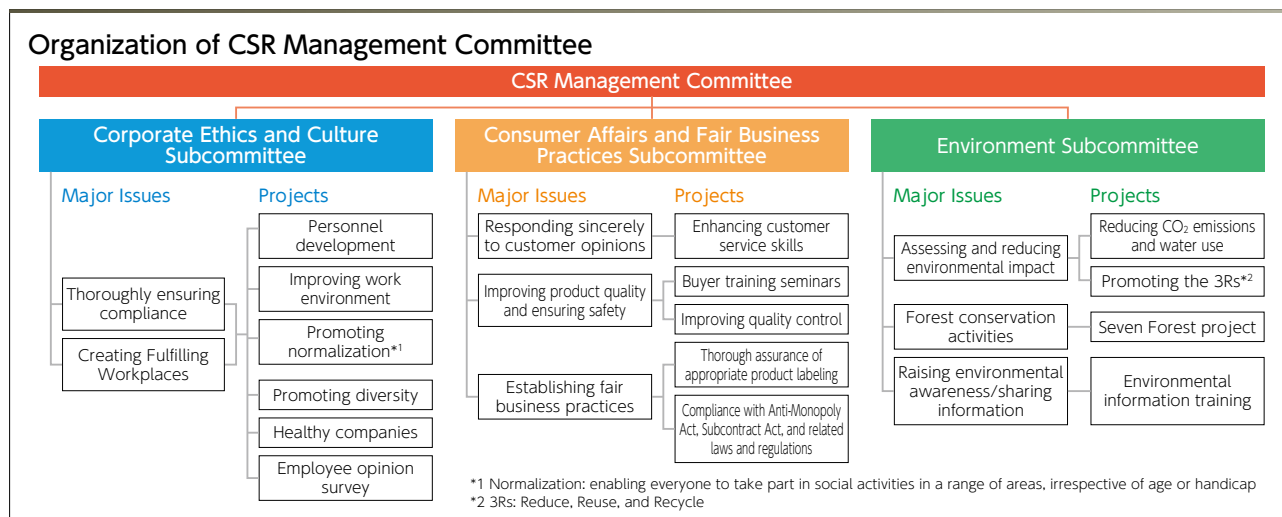 Organization of CSR Management Committee
CSR Management Committee
Corporate Ethics and Culture
Subcommittee
Major Issues
Projects
Thoroughly ensuring
compliance
Creating Fulfilling
Workplaces
Personnel
development
Improving work
environment
Promoting
normalization*1
Promoting diversity
Healthy companies
Employee opinion
survey
Consumer Affairs and Fair Business
Practices Subcommittee
Major Issues
Projects
Responding sincerely
to customer opinions
Enhancing customer
service skills
Improving product quality
and ensuring safety
Buyer training seminars
Improving quality control
Establishing fair
business practices
Thorough assurance of
appropriate product labeling
Compliance with Anti-Monopoly
Act, Subcontract Act, and related
laws and regulations
Environment Subcommittee
Major Issues
Projects
Assessing and reducing
environmental impact
Reducing CO₂ emissions
and water use
Promoting the 3Rs*2
Forest conservation
activities
Seven Forest project
Raising environmental
awareness/sharing
information
Environmental
information training
*1 Normalization: enabling everyone to take part in social activities in a range of areas, irrespective of age or handicap
*2 3Rs: Reduce, Reuse, and Recycle